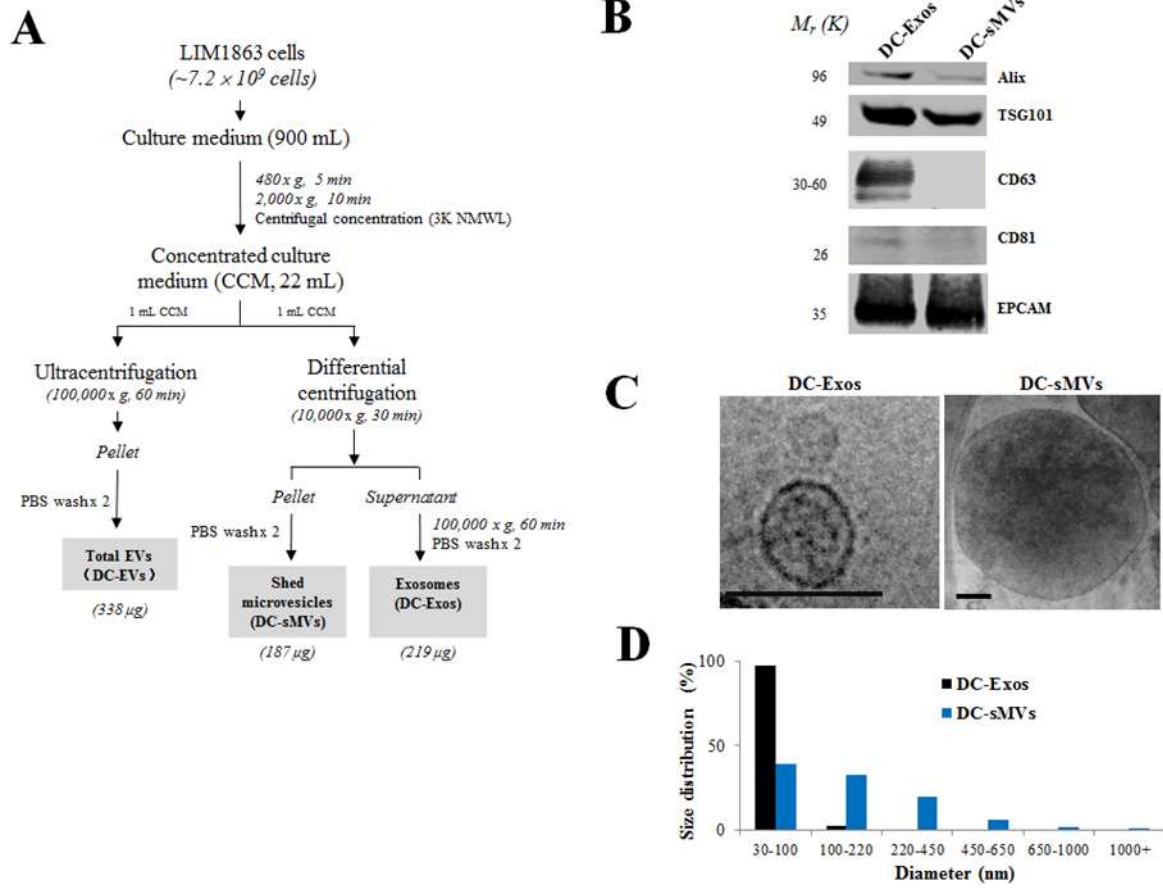 A
LIM1863 cells
(~7.2 × 10⁹ cells)
Culture medium (900 mL)
480 x g, 5 min
2,000 x g, 10 min
Centrifugal concentration (3K NMWL)
Concentrated culture
medium (CCM, 22 mL)
1 mL CCM
1 mL CCM
Ultracentrifugation
(100,000 x g, 60 min)
Pellet
PBS wash x 2
Total EVs
(DC-EVs)
(338 µg)
Differential
centrifugation
(10,000 x g, 30 min)
Pellet
Supernatant
PBS wash x 2
100,000 x g, 60 min
PBS wash x 2
Shed
microvesicles
(DC-sMVs)
(187 µg)
Exosomes
(DC-Exos)
(219 µg)
B
Mr (K)
DC-Exos
DC-sMVs
96
Alix
49
TSG101
30-60
CD63
26
CD81
35
EPCAM
C
DC-Exos
DC-sMVs
D
Size distribution (%)
100
50
0
DC-Exos
DC-sMVs
30-100
100-220
220-450
450-650
650-1000
1000+
Diameter (nm)